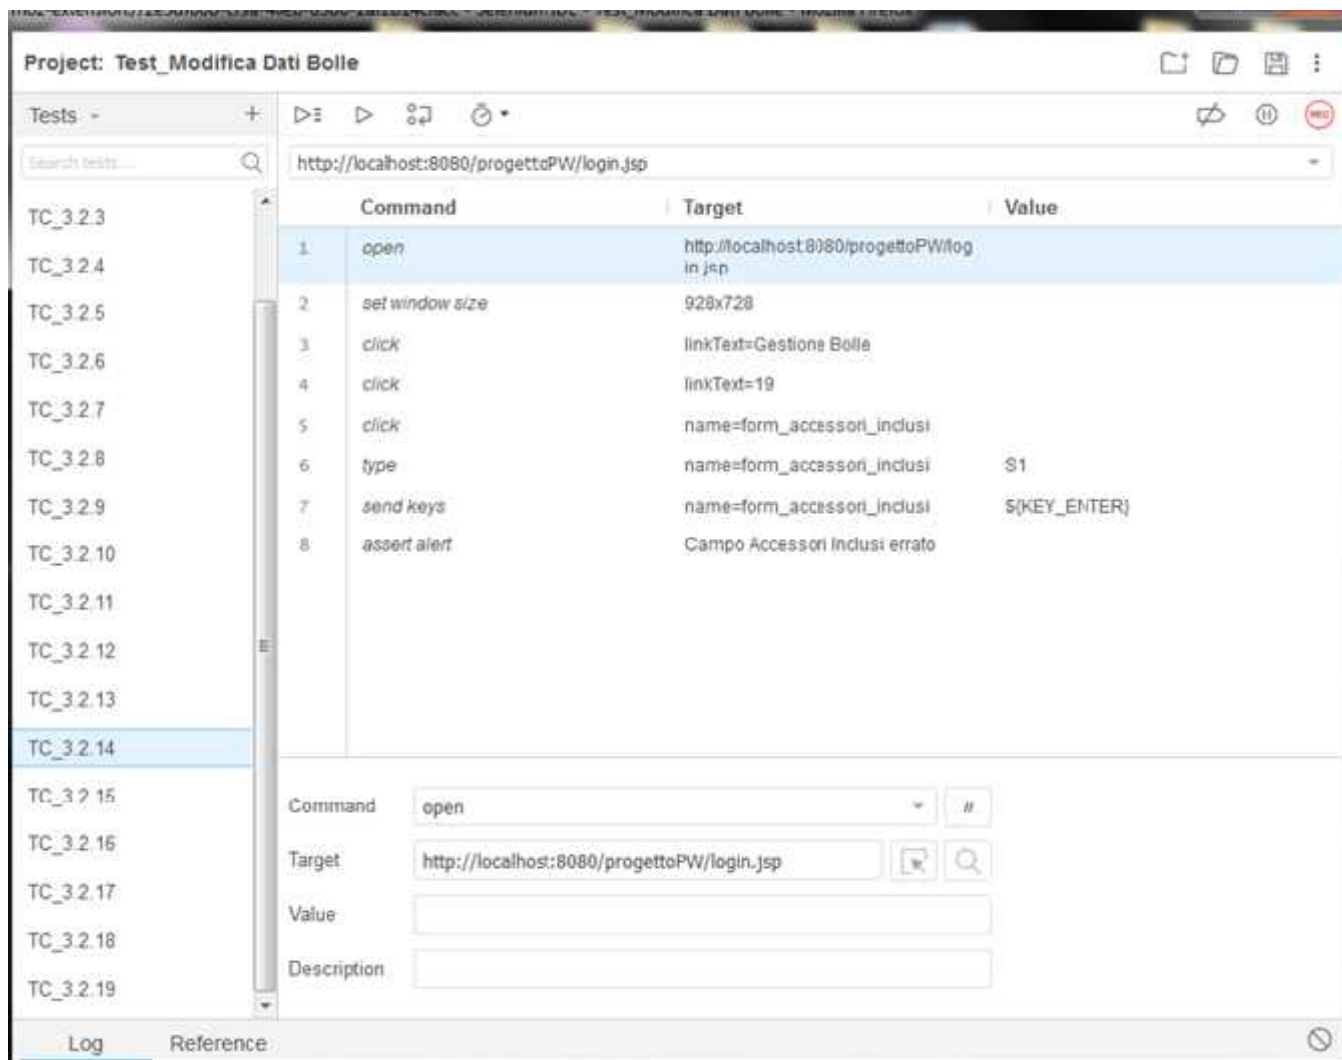 Project: Test_Modifica Dati Bolle
Tests
Search tests...
http://localhost:8080/progettoPW/login.jsp
Command Target Value
1 open http://localhost:8080/progettoPW/log
in.jsp
2 set window size 928x728
3 click linkText=Gestione Bolle
4 click linkText=19
5 click name=form_accessori_inclusi
6 type name=form_accessori_inclusi S1
7 send keys name=form_accessori_inclusi ${KEY_ENTER}
8 assert alert Campo Accessori Inclusi errato
TC_3.2.3
TC_3.2.4
TC_3.2.5
TC_3.2.6
TC_3.2.7
TC_3.2.8
TC_3.2.9
TC_3.2.10
TC_3.2.11
TC_3.2.12
TC_3.2.13
TC_3.2.14
TC_3.2.15
TC_3.2.16
TC_3.2.17
TC_3.2.18
TC_3.2.19
Command open //
Target http://localhost:8080/progettoPW/login.jsp
Value
Description
Log Reference